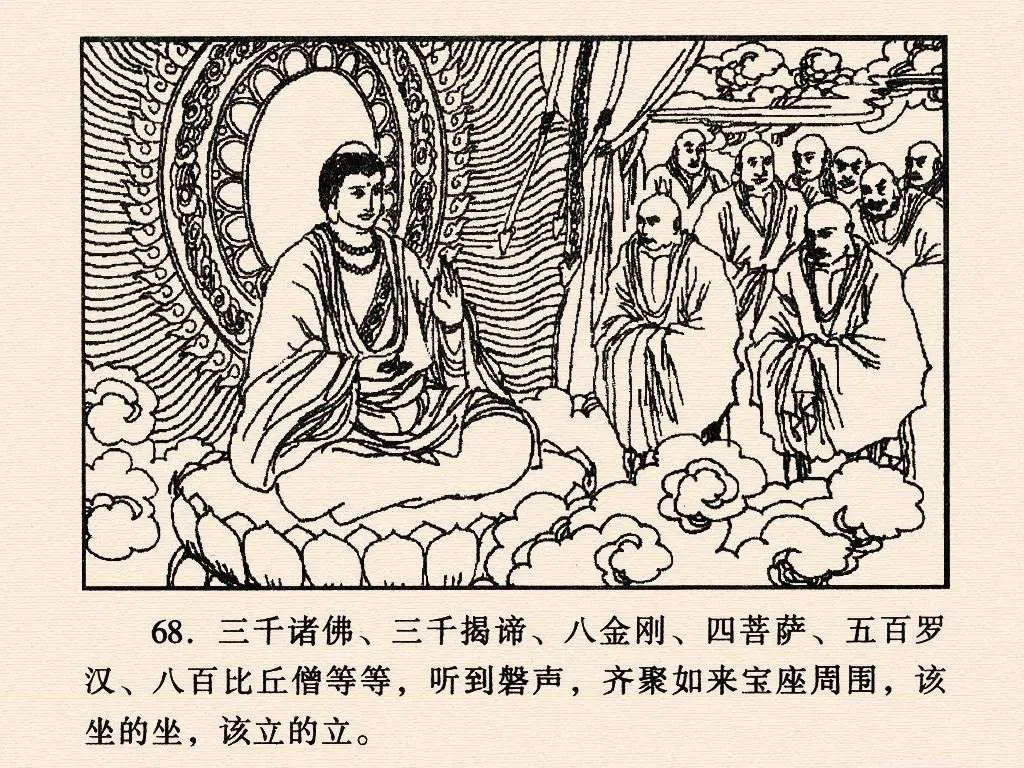 68. 三千诸佛、三千揭谛、八金刚、四菩萨、五百罗
汉、八百比丘僧等等，听到磐声，齐聚如来宝座周围，该
坐的坐，该立的立。